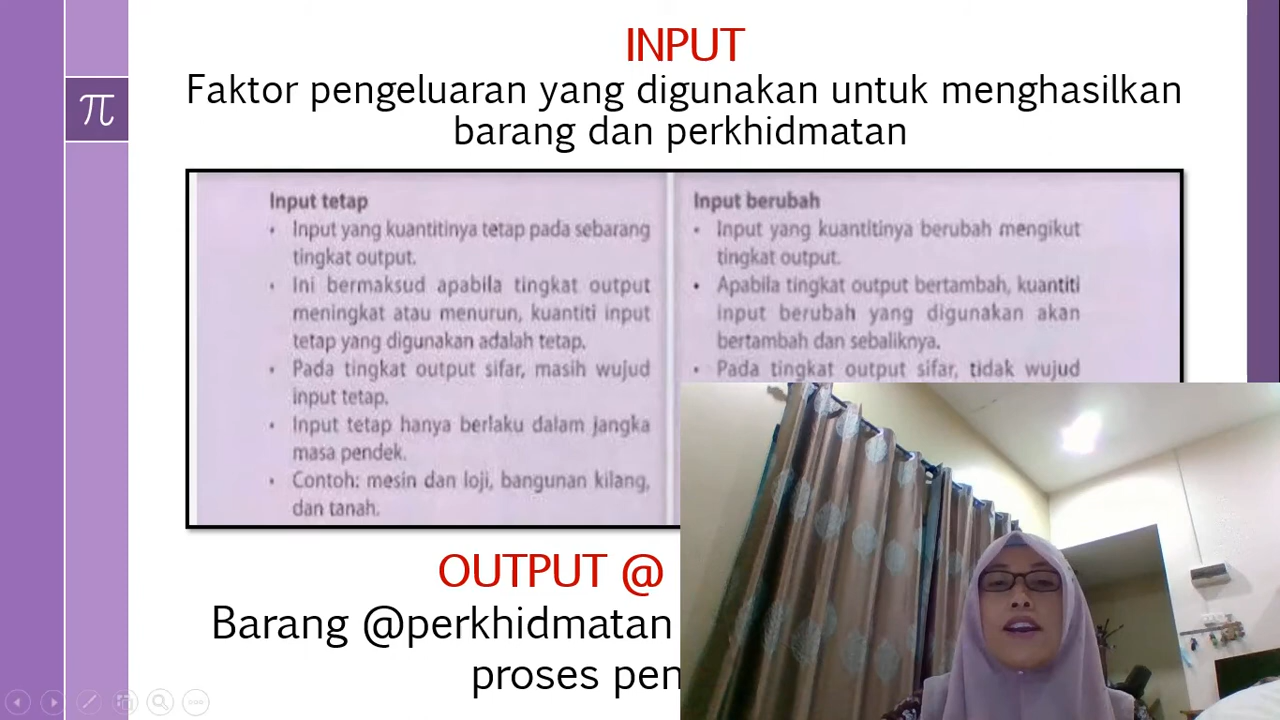 INPUT
Faktor pengeluaran yang digunakan untuk menghasilkan
barang dan perkhidmatan
π
Input tetap
• Input yang kuantitinya tetap pada sebarang
tingkat output.
• Ini bermaksud apabila tingkat output
meningkat atau menurun, kuantiti input
tetap yang digunakan adalah tetap.
• Pada tingkat output sifar, masih wujud
input tetap.
• Input tetap hanya berlaku dalam jangka
masa pendek.
• Contoh: mesin dan loji, bangunan kilang,
dan tanah.
Input berubah
• Input yang kuantitinya berubah mengikut
tingkat output.
• Apabila tingkat output bertambah, kuantiti
input berubah yang digunakan akan
bertambah dan sebaliknya.
• Pada tingkat output sifar, tidak wujud
OUTPUT @
Barang @perkhidmatan
proses pen